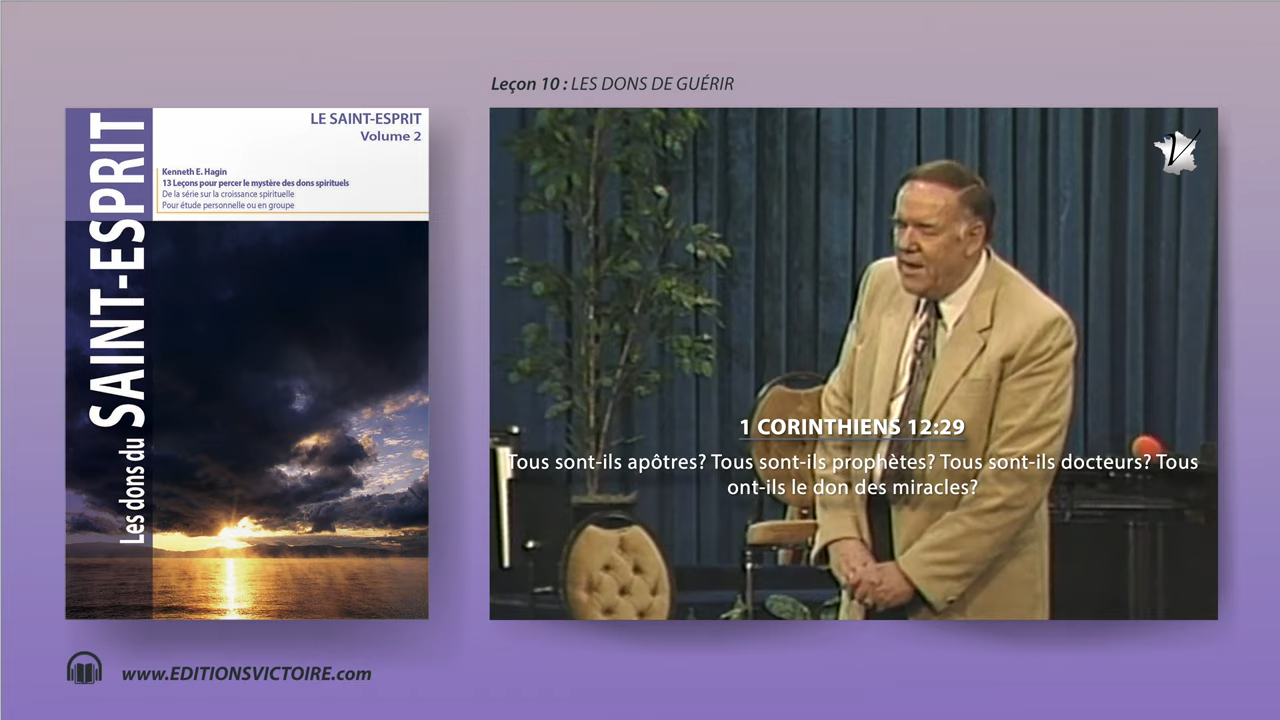 Leçon 10 : LES DONS DE GUÉRIR
Les dons du SAINT-ESPRIT
LE SAINT-ESPRIT
Volume 2
Kenneth E. Hagin
13 Leçons pour percer le mystère des dons spirituels
De la série sur la croissance spirituelle
Pour étude personnelle ou en groupe
V
1 CORINTHIENS 12:29
Tous sont-ils apôtres? Tous sont-ils prophètes? Tous sont-ils docteurs? Tous
ont-ils le don des miracles?
www.EDITIONSVICTOIRE.com